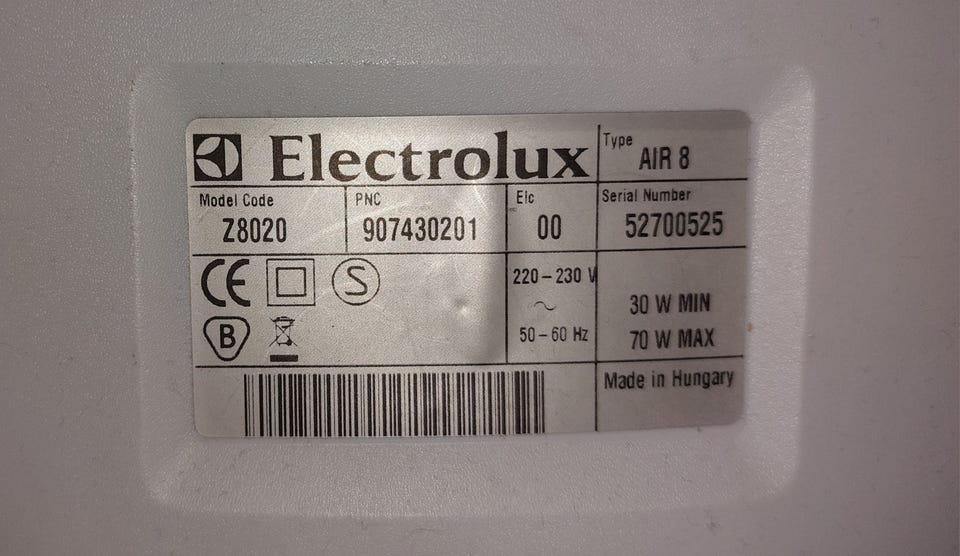 Electrolux
Type
AIR 8
Model Code
Z8020
PNC
907430201
Elc
00
Serial Number
52700525
CE
S
B
220-230 V
~
50-60 Hz
30 W MIN
70 W MAX
Made in Hungary